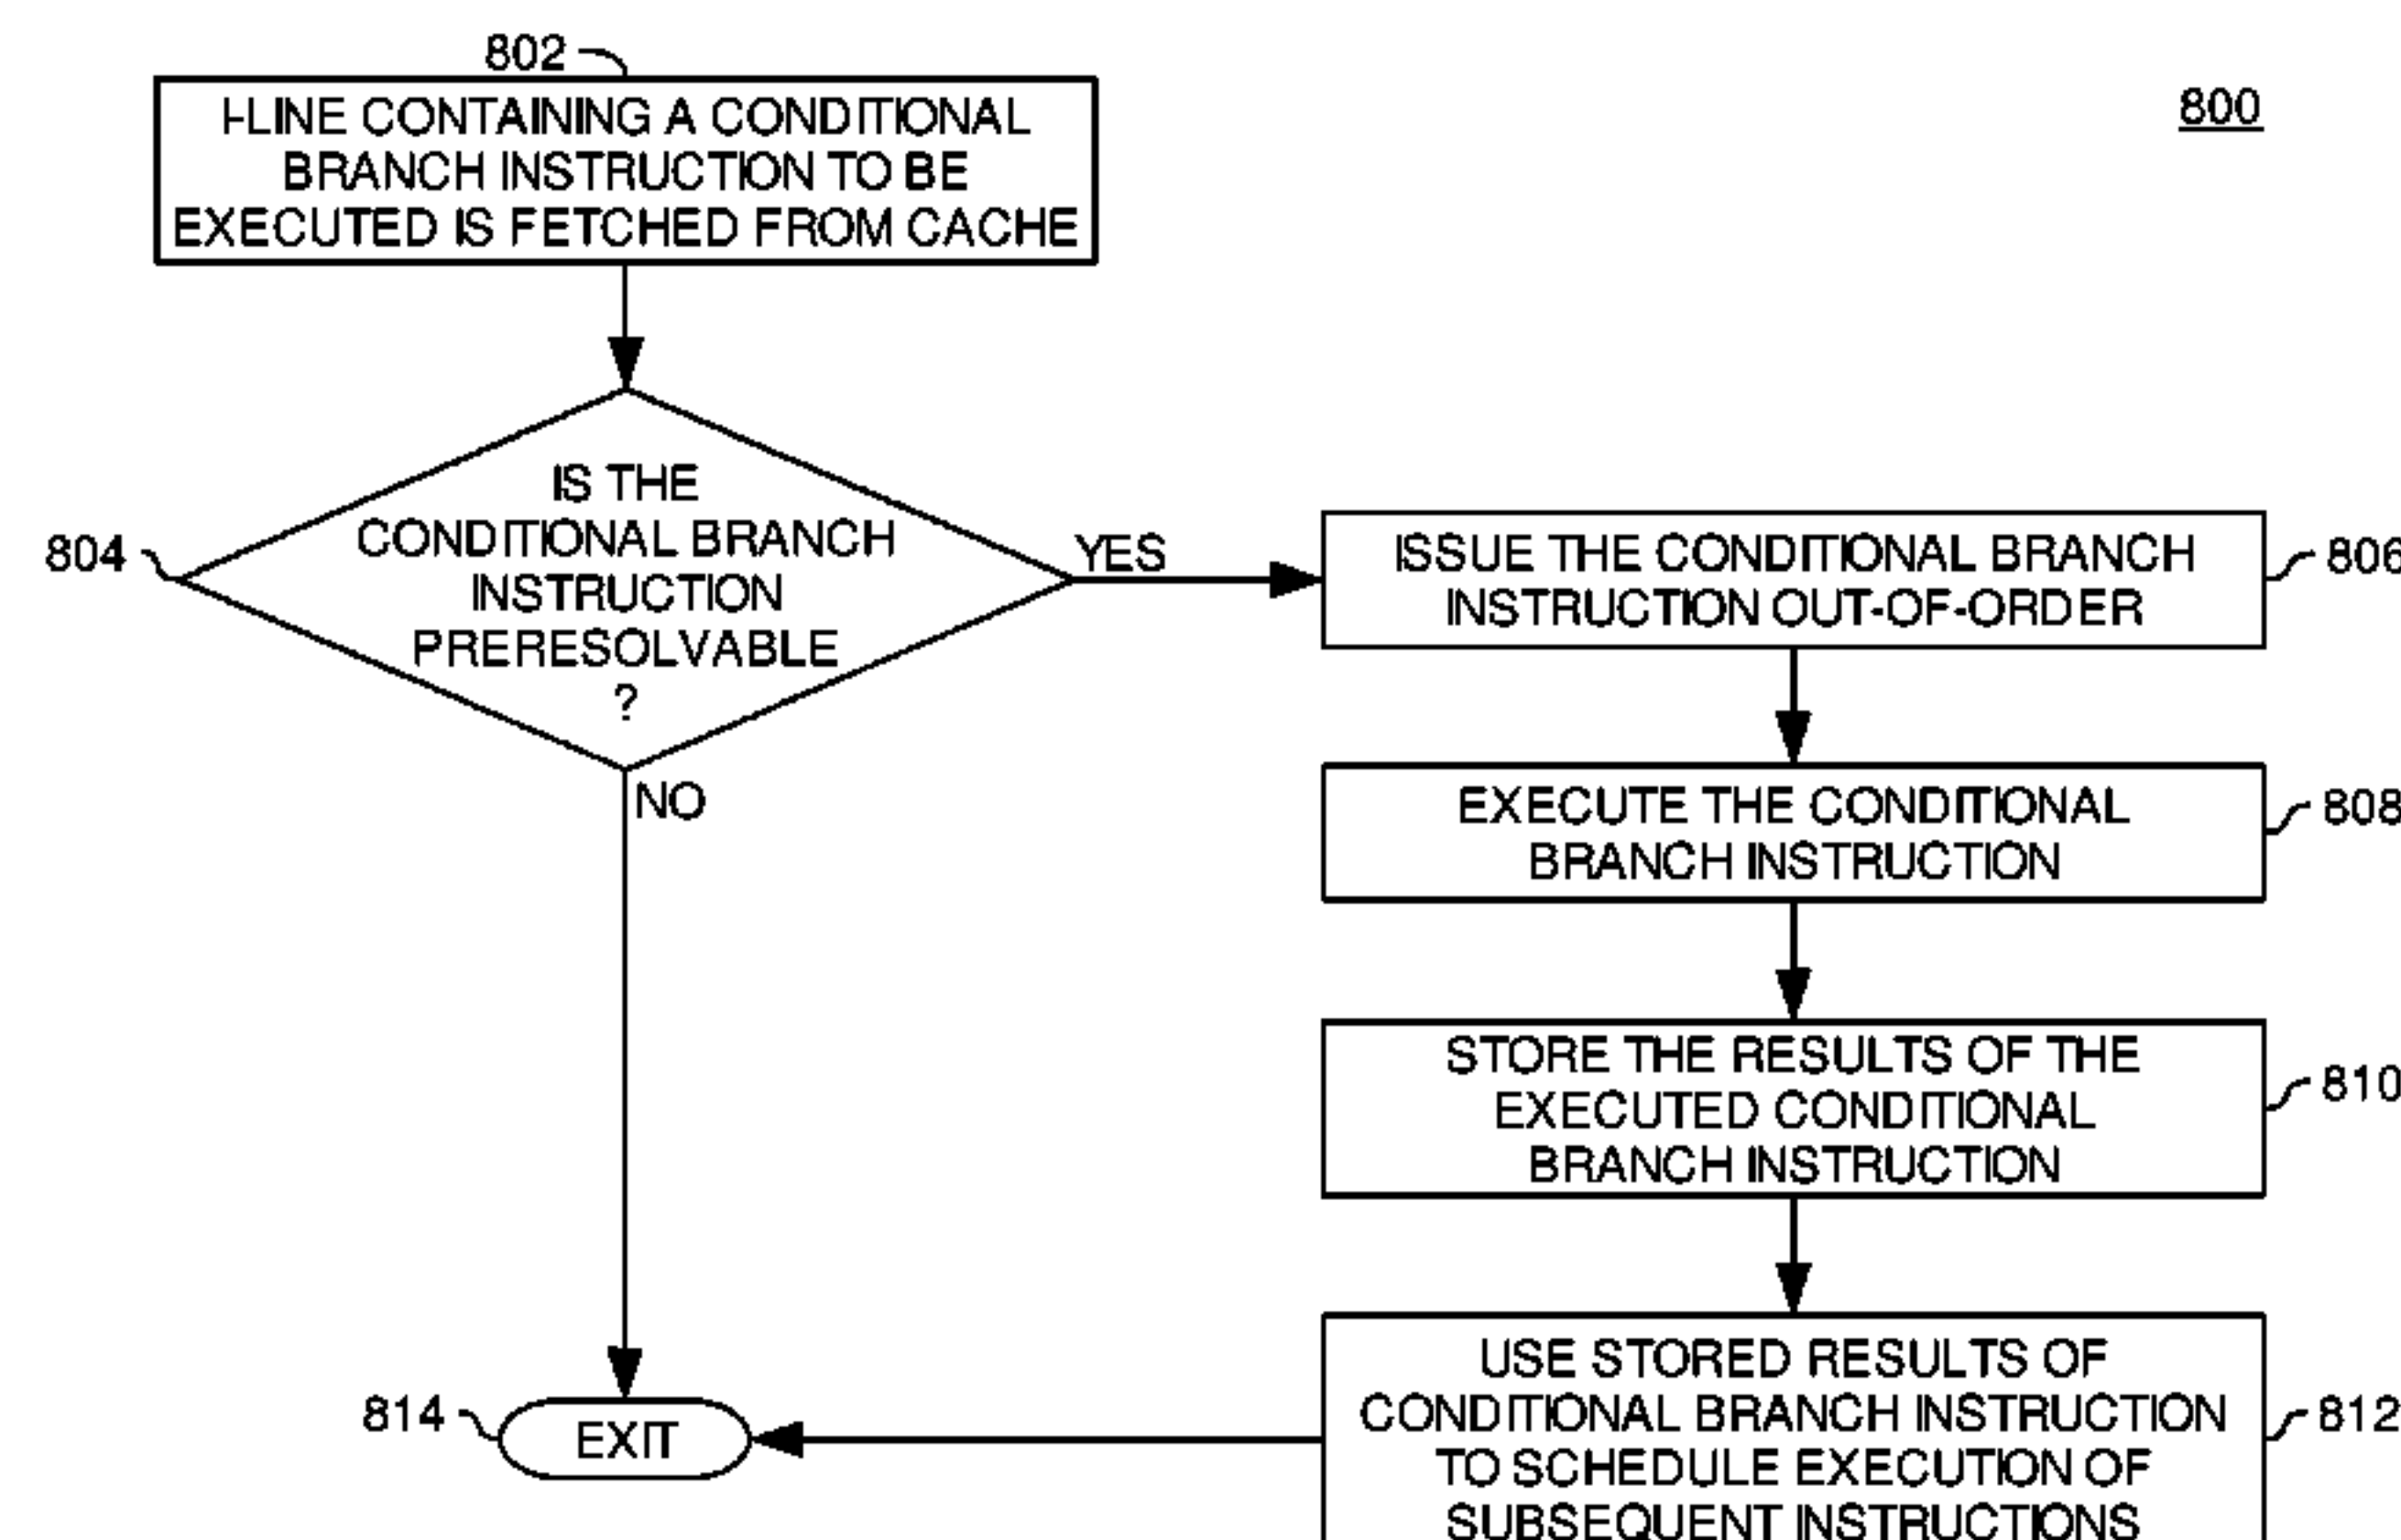 802
800
I-LINE CONTAINING A CONDITIONAL
BRANCH INSTRUCTION TO BE
EXECUTED IS FETCHED FROM CACHE
804
IS THE
CONDITIONAL BRANCH
INSTRUCTION
PRERESOLVABLE
?
YES
NO
ISSUE THE CONDITIONAL BRANCH
INSTRUCTION OUT-OF-ORDER
806
EXECUTE THE CONDITIONAL
BRANCH INSTRUCTION
808
STORE THE RESULTS OF THE
EXECUTED CONDITIONAL
BRANCH INSTRUCTION
810
USE STORED RESULTS OF
CONDITIONAL BRANCH INSTRUCTION
TO SCHEDULE EXECUTION OF
SUBSEQUENT INSTRUCTIONS
812
814
EXIT